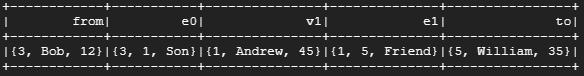 +------------+-----------+---------------+--------------+----------------+
|        from|         e0|             v1|            e1|              to|
+------------+-----------+---------------+--------------+----------------+
|{3, Bob, 12}|{3, 1, Son}|{1, Andrew, 45}|{1, 5, Friend}|{5, William, 35}|
+------------+-----------+---------------+--------------+----------------+